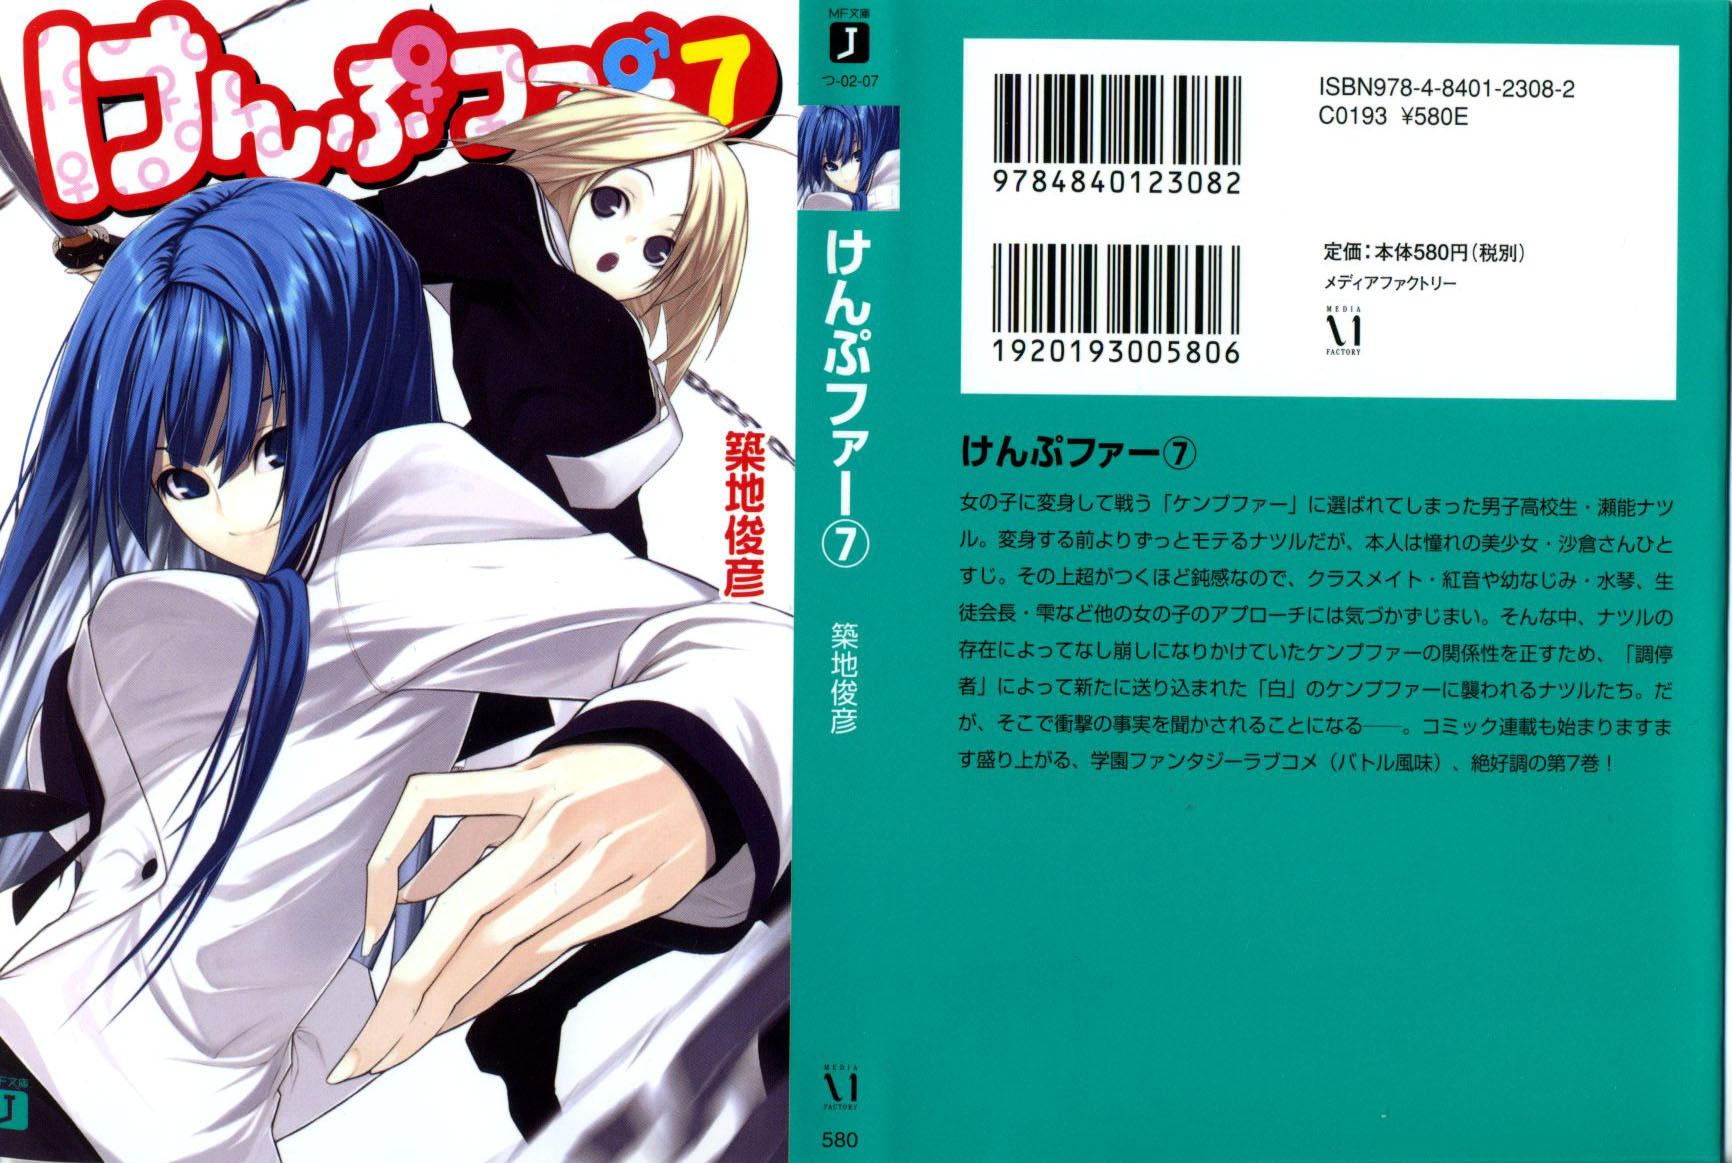 けんぷファー7
築地俊彦
MF文庫
J
MF文庫
J
つ-02-07
けんぷファー⑦
築地俊彦
MEDIA
FACTORY
580
ISBN978-4-8401-2308-2
C0193 ¥580E
9784840123082
定価:本体580円(税別)
メディアファクトリー
MEDIA
FACTORY
1920193005806
けんぷファー⑦
女の子に変身して戦う「ケンプファー」に選ばれてしまった男子高校生・瀬能ナツ
ル。変身する前よりずっとモテるナツルだが、本人は憧れの美少女・沙倉さんひと
すじ。その上超がつくほど鈍感なので、クラスメイト・紅音や幼なじみ・水琴、生
徒会長・雫など他の女の子のアプローチには気づかずじまい。そんな中、ナツルの
存在によってなし崩しになりかけていたケンプファーの関係性を正すため、「調停
者」によって新たに送り込まれた「白」のケンプファーに襲われるナツルたち。だ
が、そこで衝撃の事実を聞かされることになる――。コミック連載も始まりますま
す盛り上がる、学園ファンタジーラブコメ(バトル風味)、絶好調の第7巻!